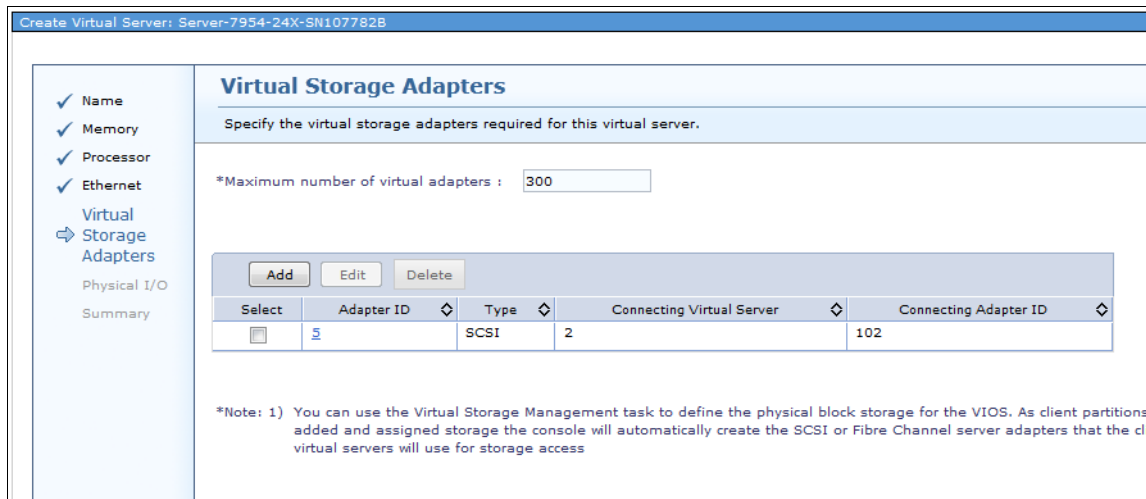 Create Virtual Server: Server-7954-24X-SN107782B
Name
Memory
Processor
Ethernet
Virtual
Storage
Adapters
Physical I/O
Summary
Virtual Storage Adapters
Specify the virtual storage adapters required for this virtual server.
*Maximum number of virtual adapters : 300
Add Edit Delete
Select Adapter ID Type Connecting Virtual Server Connecting Adapter ID
5 SCSI 2 102
*Note: 1) You can use the Virtual Storage Management task to define the physical block storage for the VIOS. As client partitions
added and assigned storage the console will automatically create the SCSI or Fibre Channel server adapters that the cl
virtual servers will use for storage access